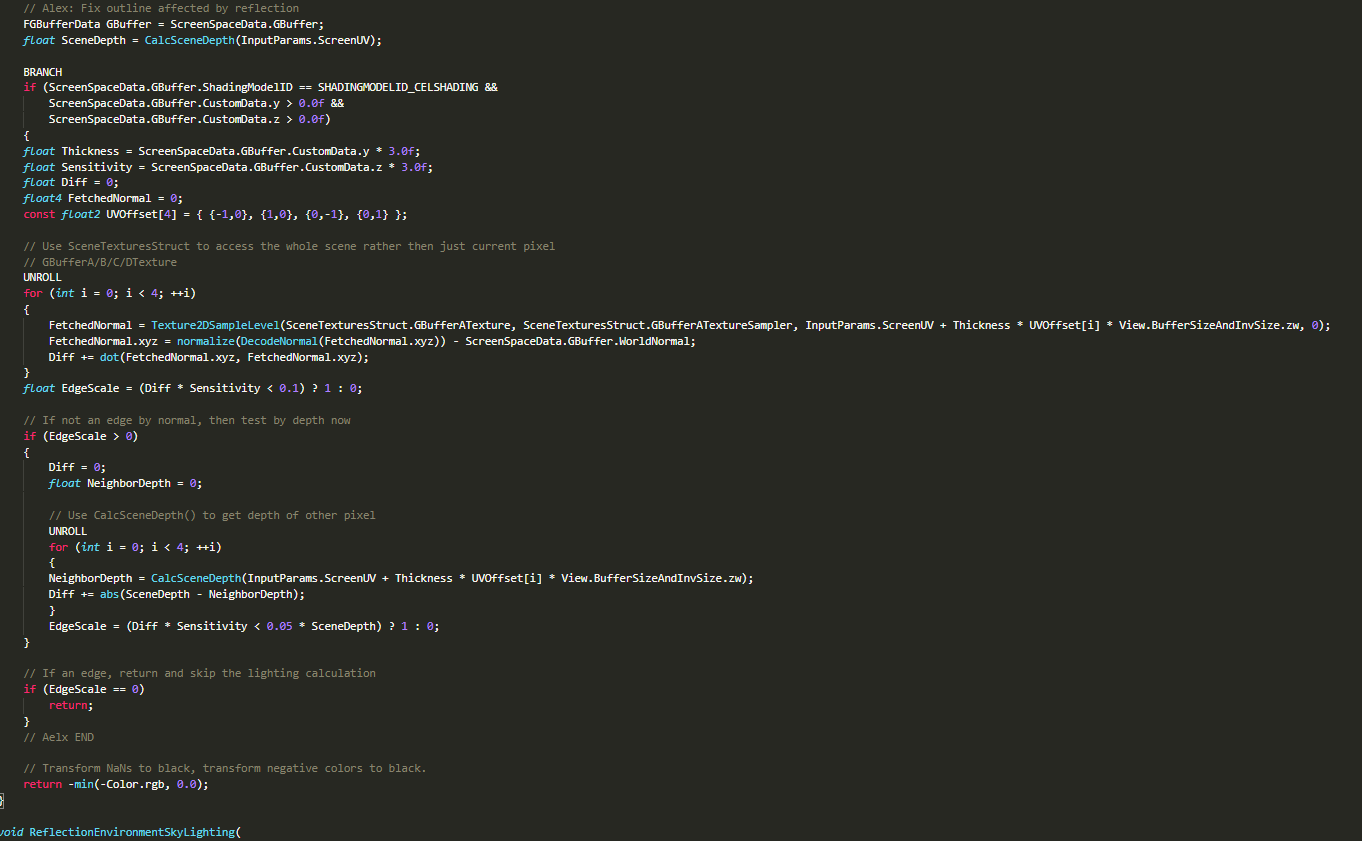 // Alex: Fix outline affected by reflection
FGBufferData GBuffer = ScreenSpaceData.GBuffer;
float SceneDepth = CalcSceneDepth(InputParams.ScreenUV);
BRANCH
if (ScreenSpaceData.GBuffer.ShadingModelID == SHADINGMODELID_CELSHADING &&
ScreenSpaceData.GBuffer.CustomData.y > 0.0f &&
ScreenSpaceData.GBuffer.CustomData.z > 0.0f)
{
float Thickness = ScreenSpaceData.GBuffer.CustomData.y * 3.0f;
float Sensitivity = ScreenSpaceData.GBuffer.CustomData.z * 3.0f;
float Diff = 0;
float4 FetchedNormal = 0;
const float2 UVOffset[4] = { {-1,0}, {1,0}, {0,-1}, {0,1} };
// Use SceneTexturesStruct to access the whole scene rather then just current pixel
// GBufferA/B/C/DTexture
UNROLL
for (int i = 0; i < 4; ++i)
{
FetchedNormal = Texture2DSampleLevel(SceneTexturesStruct.GBufferATexture, SceneTexturesStruct.GBufferATextureSampler, InputParams.ScreenUV + Thickness * UVOffset[i] * View.BufferSizeAndInvSize.zw, 0);
FetchedNormal.xyz = normalize(DecodeNormal(FetchedNormal.xyz)) - ScreenSpaceData.GBuffer.WorldNormal;
Diff += dot(FetchedNormal.xyz, FetchedNormal.xyz);
}
float EdgeScale = (Diff * Sensitivity < 0.1) ? 1 : 0;
// If not an edge by normal, then test by depth now
if (EdgeScale > 0)
{
Diff = 0;
float NeighborDepth = 0;
// Use CalcSceneDepth() to get depth of other pixel
UNROLL
for (int i = 0; i < 4; ++i)
{
NeighborDepth = CalcSceneDepth(InputParams.ScreenUV + Thickness * UVOffset[i] * View.BufferSizeAndInvSize.zw);
Diff += abs(SceneDepth - NeighborDepth);
}
EdgeScale = (Diff * Sensitivity < 0.05 * SceneDepth) ? 1 : 0;
}
// If an edge, return and skip the lighting calculation
if (EdgeScale == 0)
return;
}
// Aelx END
// Transform NaNs to black, transform negative colors to black.
return -min(-Color.rgb, 0.0);
}
void ReflectionEnvironmentSkyLighting(